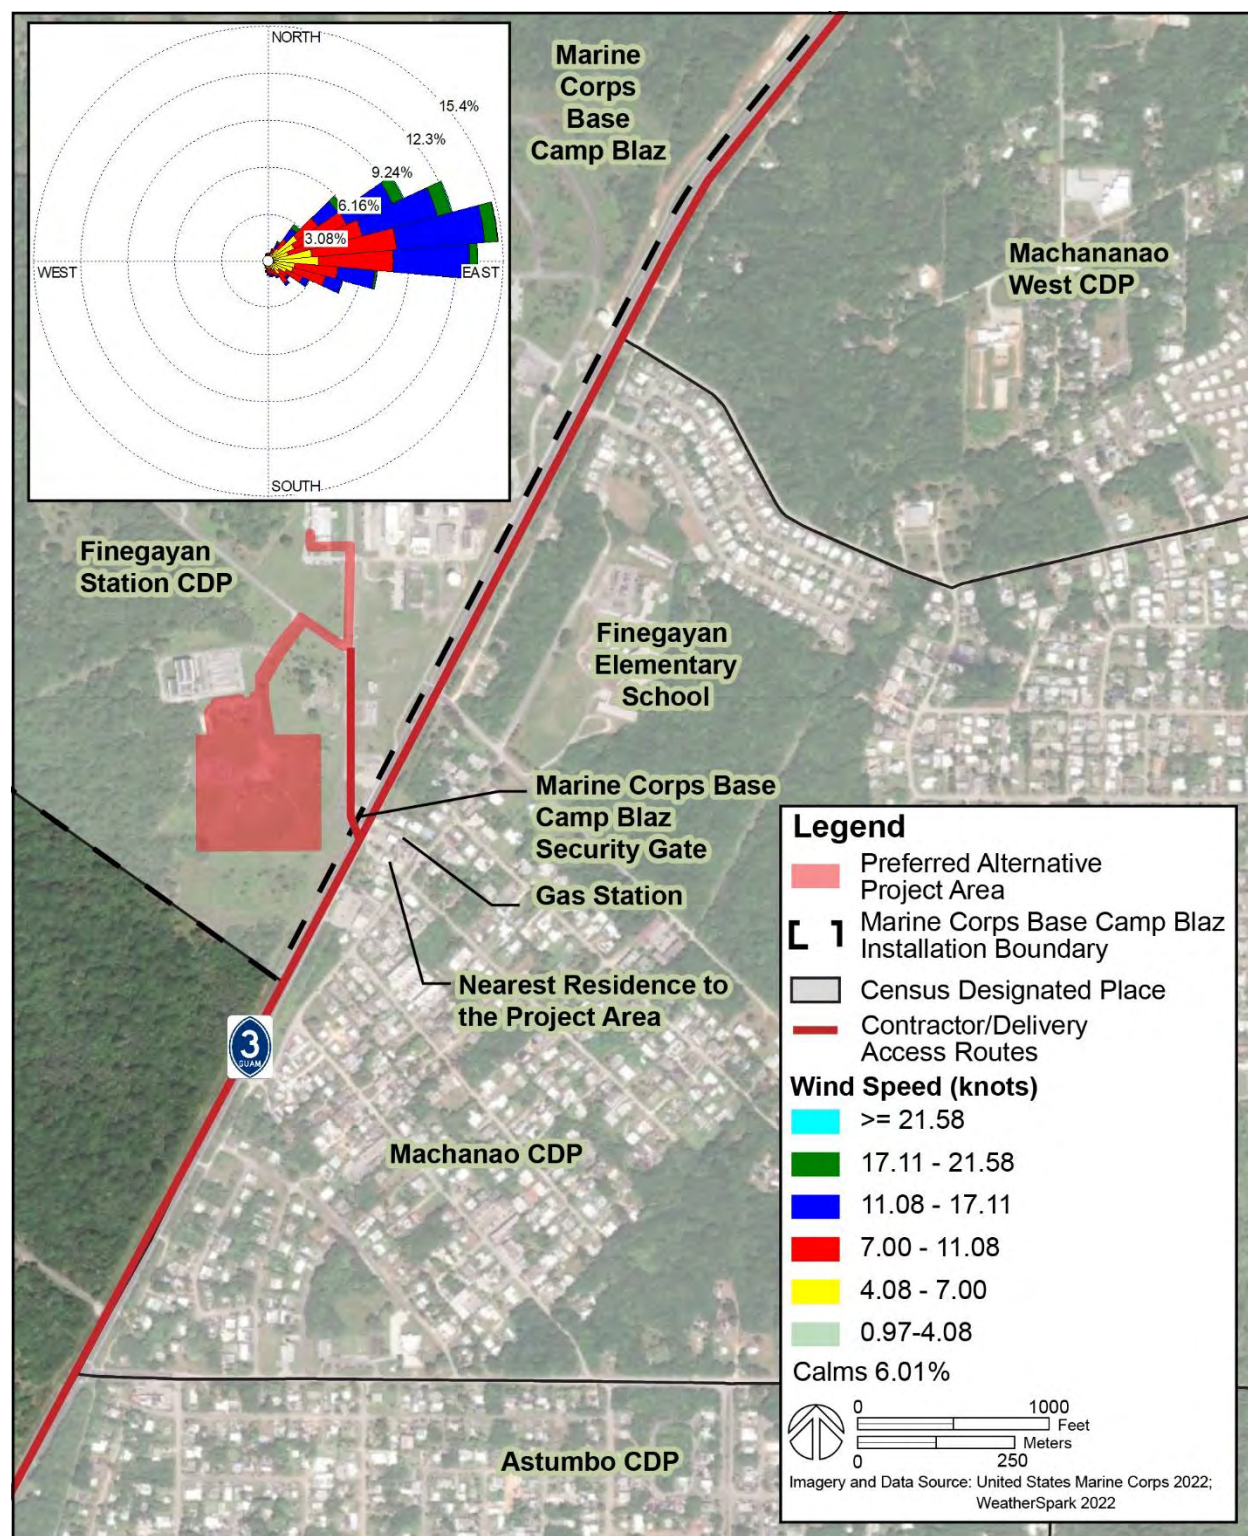 NORTH
15.4%
12.3%
9.24%
6.16%
3.08%
WEST
EAST
SOUTH
Marine
Corps
Base
Camp Blaz
Machananao
West CDP
Finegayan
Station CDP
Finegayan
Elementary
School
Marine Corps Base
Camp Blaz
Security Gate
Gas Station
Nearest Residence to
the Project Area
3
GUAM
Machanao CDP
Astumbo CDP
Legend
Preferred Alternative
Project Area
Marine Corps Base Camp Blaz
Installation Boundary
Census Designated Place
Contractor/Delivery
Access Routes
Wind Speed (knots)
>= 21.58
17.11 - 21.58
11.08 - 17.11
7.00 - 11.08
4.08 - 7.00
0.97-4.08
Calms 6.01%
0 1000
Feet
Meters
0 250
Imagery and Data Source: United States Marine Corps 2022;
WeatherSpark 2022